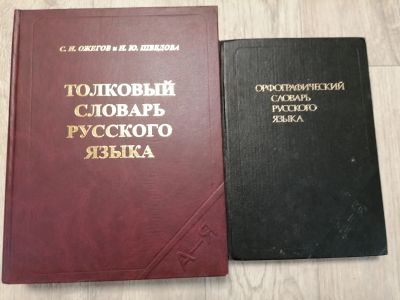 С. И. ОЖЕГОВ и Н. Ю. ШВЕДОВА
ТОЛКОВЫЙ
СЛОВАРЬ
РУССКОГО
ЯЗЫКА
А—Я
ОРФОГРАФИЧЕСКИЙ
СЛОВАРЬ
РУССКОГО
ЯЗЫКА